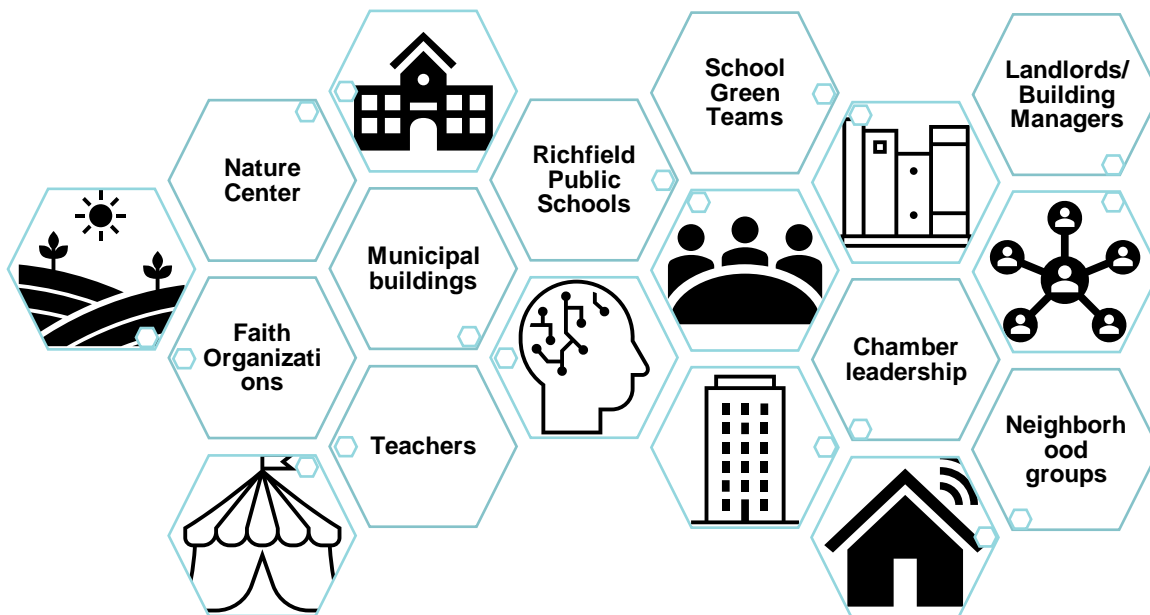 Nature
Center
Faith
Organizati
ons
Municipal
buildings
Teachers
Richfield
Public
Schools
School
Green
Teams
Chamber
leadership
Landlords/
Building
Managers
Neighborh
ood
groups